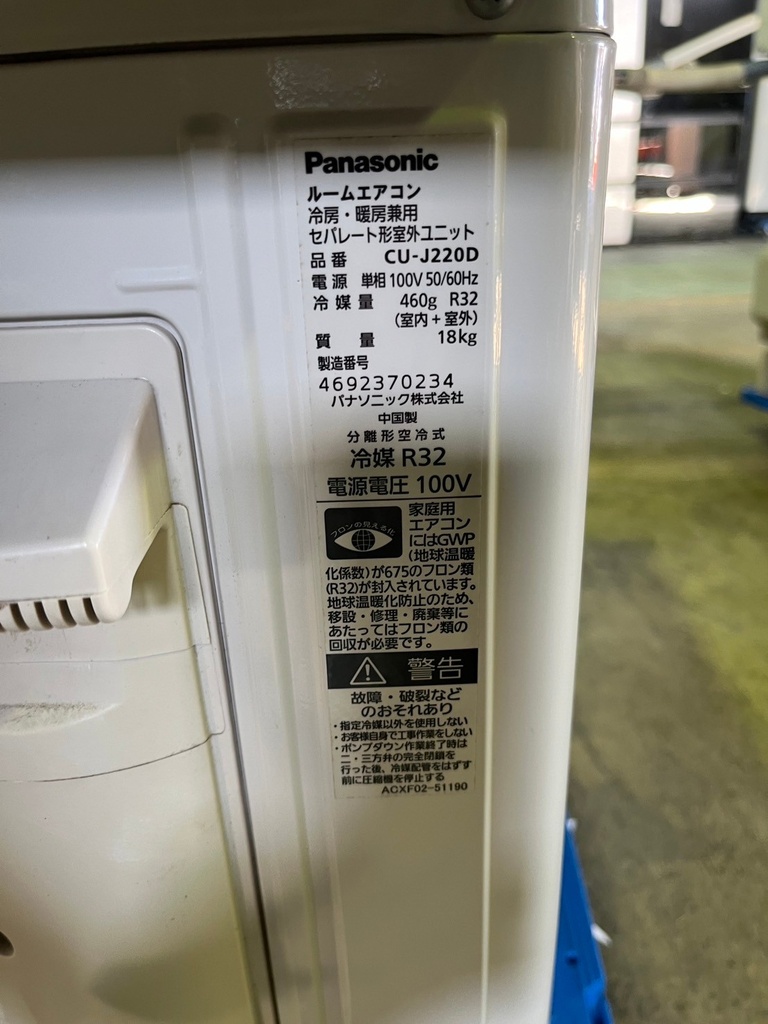 Panasonic
ルームエアコン
冷房・暖房兼用
セパレート形室外ユニット
品番 CU-J220D
電源 単相100V 50/60Hz
冷媒量 460g R32
(室内+室外)
質量 18kg
製造番号
4692370234
パナソニック株式会社
中国製
分離形空冷式
冷媒 R32
電源電圧 100V
フロンの見える化
家庭用
エアコン
にはGWP
(地球温暖
化係数)が675のフロン類
(R32)が封入されています。
地球温暖化防止のため、
移設・修理・廃棄等に
あたってはフロン類の
回収が必要です。
警告
故障・破裂など
のおそれあり
・指定冷媒以外を使用しない
・お客様自身で工事作業をしない
・ポンプダウン作業終了時は
二・三方弁の完全閉鎖を
行った後、冷媒配管をはずす
前に圧縮機を停止する
ACXF02-51190